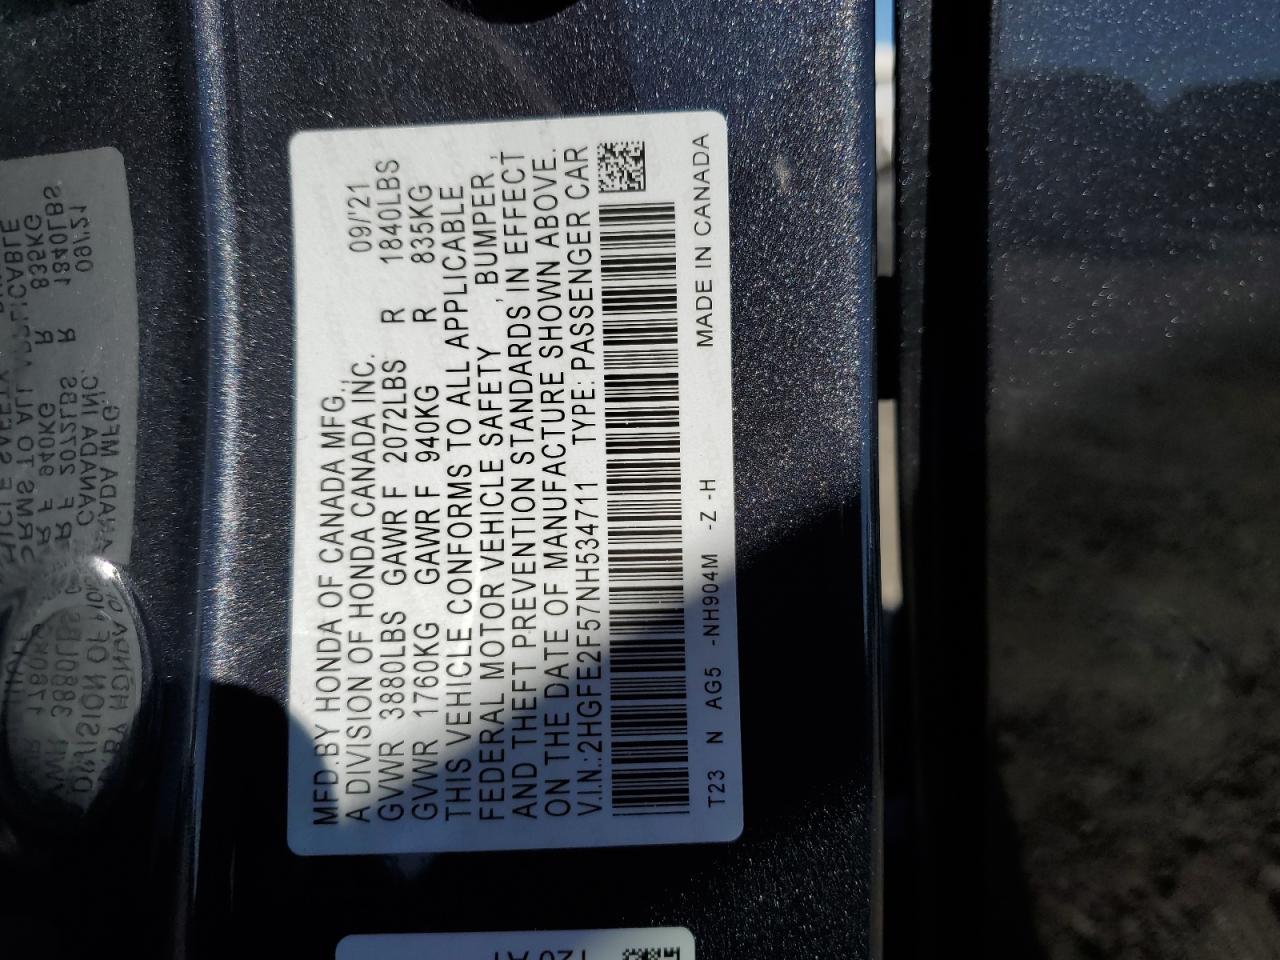 MFD.BY HONDA OF CANADA MFG.,
A DIVISION OF HONDA CANADA INC. 09/'21
GVWR 3880LBS GAWR F 2072LBS R 1840LBS
GVWR 1760KG GAWR F 940KG R 835KG
THIS VEHICLE CONFORMS TO ALL APPLICABLE
FEDERAL MOTOR VEHICLE SAFETY , BUMPER,
AND THEFT PREVENTION STANDARDS IN EFFECT
ON THE DATE OF MANUFACTURE SHOWN ABOVE.
V.I.N.:2HGFE2F57NH534711 TYPE: PASSENGER CAR
T23 N AG5 -NH904M -Z -H MADE IN CANADA